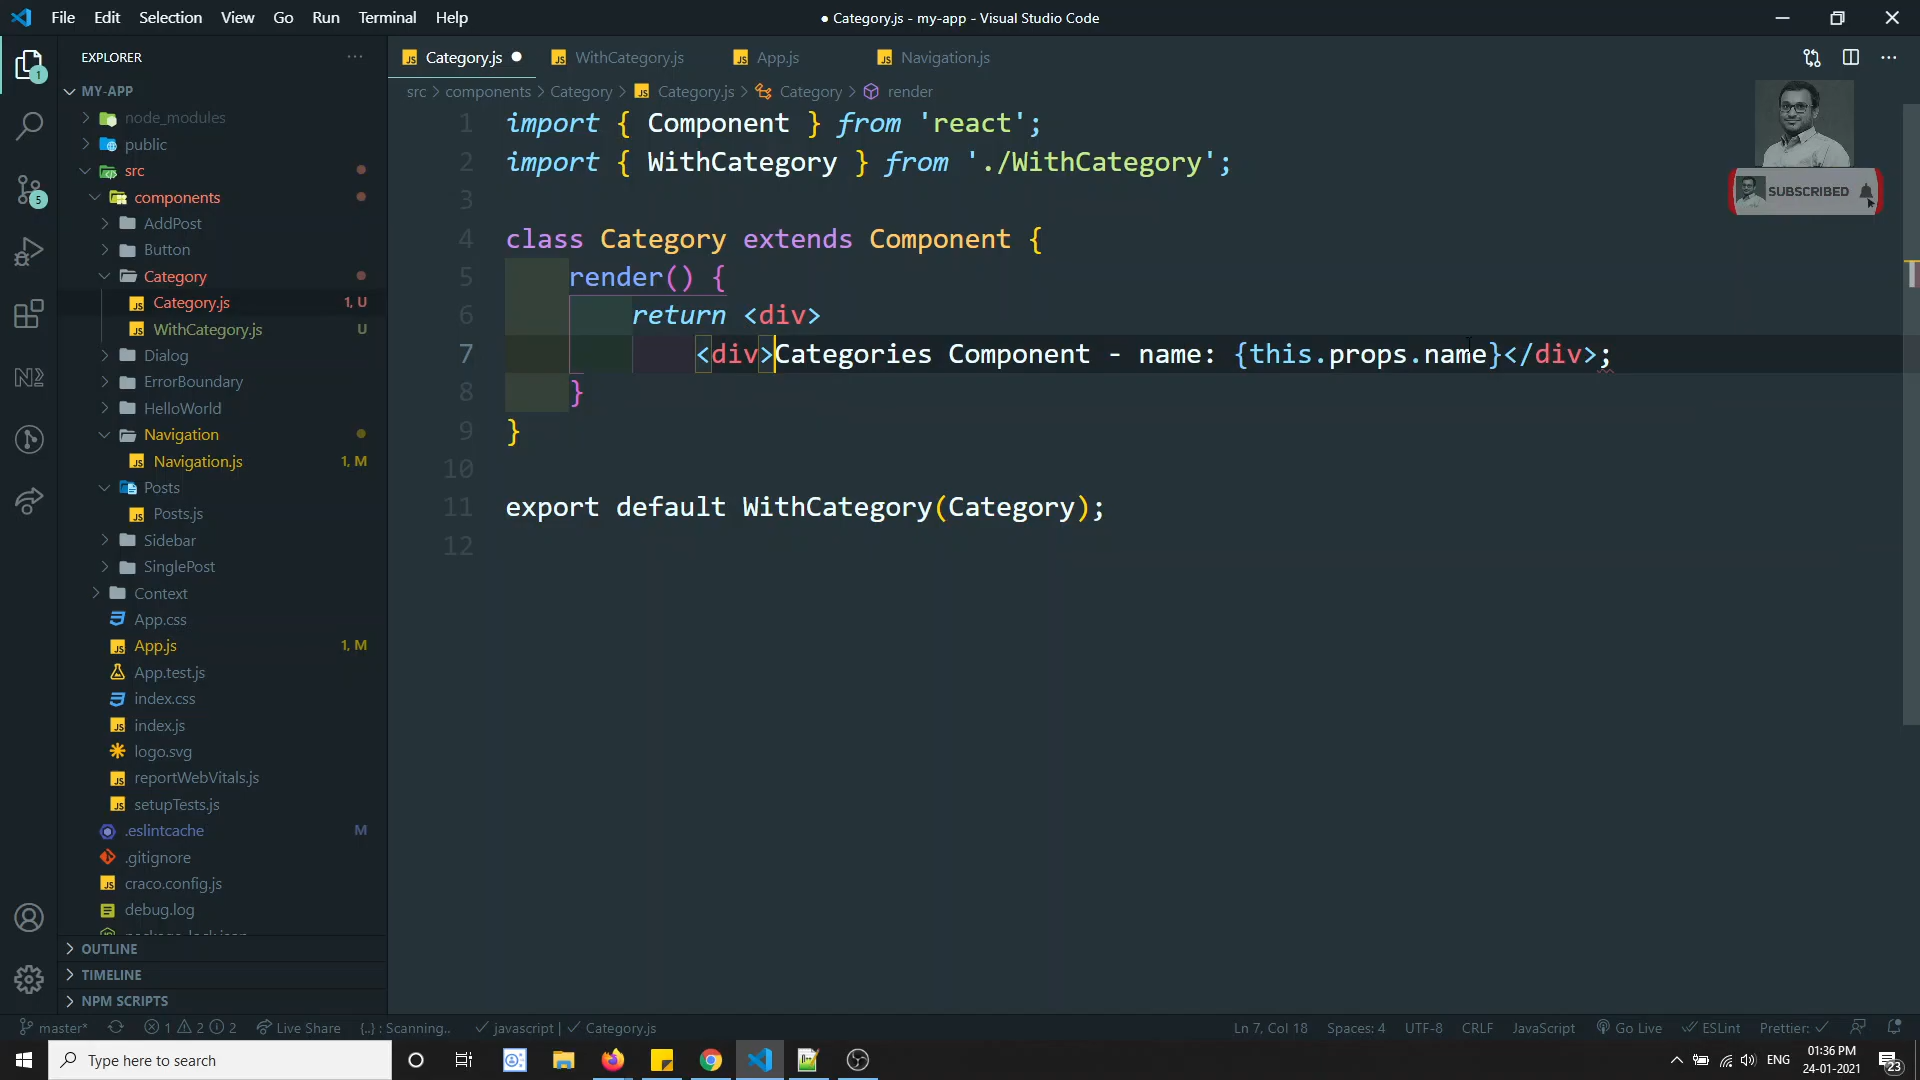 File Edit Selection View Go Run Terminal Help
● Category.js - my-app - Visual Studio Code
EXPLORER
Category.js
WithCategory.js
App.js
Navigation.js
MY-APP
src > components > Category > Category.js > Category > render
node_modules
public
src
components
AddPost
Button
Category
Category.js 1, U
WithCategory.js U
Dialog
ErrorBoundary
HelloWorld
Navigation
Navigation.js 1, M
Posts
Posts.js
Sidebar
SinglePost
Context
App.css
App.js 1, M
App.test.js
index.css
index.js
logo.svg
reportWebVitals.js
setupTests.js
.eslintcache M
.gitignore
craco.config.js
debug.log
OUTLINE
TIMELINE
NPM SCRIPTS
1
5
1 import { Component } from 'react';
2 import { WithCategory } from './WithCategory';
3
4 class Category extends Component {
5 render() {
6 return <div>
7 <div>Categories Component - name: {this.props.name}</div>;
8 }
9 }
10
11 export default WithCategory(Category);
12
SUBSCRIBED
master* 1 2 2 Live Share {..} : Scanning.. javascript | Category.js
Ln 7, Col 18 Spaces: 4 UTF-8 CRLF JavaScript Go Live ESLint Prettier:
Type here to search
ENG
01:36 PM
24-01-2021
23